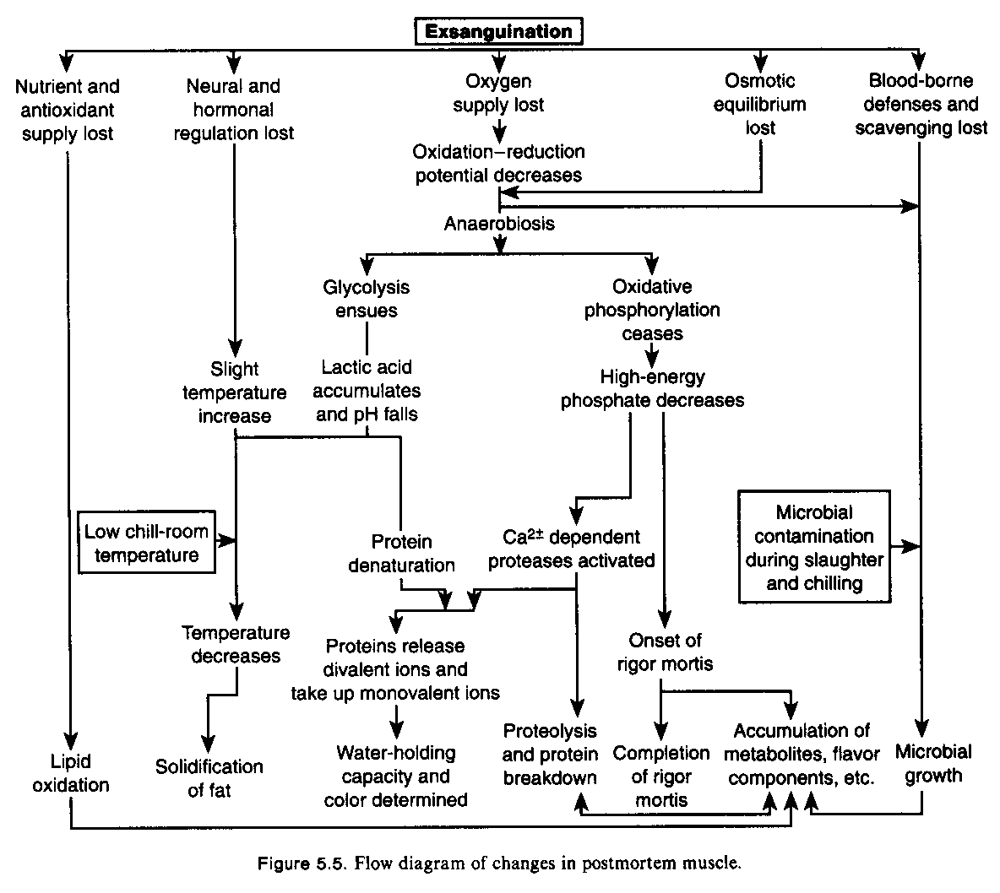 Exsanguination
Nutrient and
antioxidant
supply lost
Neural and
hormonal
regulation lost
Oxygen
supply lost
Osmotic
equilibrium
lost
Blood-borne
defenses and
scavenging lost
Oxidation–reduction
potential decreases
Anaerobiosis
Glycolysis
ensues
Oxidative
phosphorylation
ceases
Slight
temperature
increase
Lactic acid
accumulates
and pH falls
High-energy
phosphate decreases
Low chill-room
temperature
Protein
denaturation
Ca²± dependent
proteases activated
Microbial
contamination
during slaughter
and chilling
Temperature
decreases
Proteins release
divalent ions and
take up monovalent ions
Onset of
rigor mortis
Lipid
oxidation
Solidification
of fat
Water-holding
capacity and
color determined
Proteolysis
and protein
breakdown
Completion
of rigor
mortis
Accumulation of
metabolites, flavor
components, etc.
Microbial
growth
Figure 5.5. Flow diagram of changes in postmortem muscle.